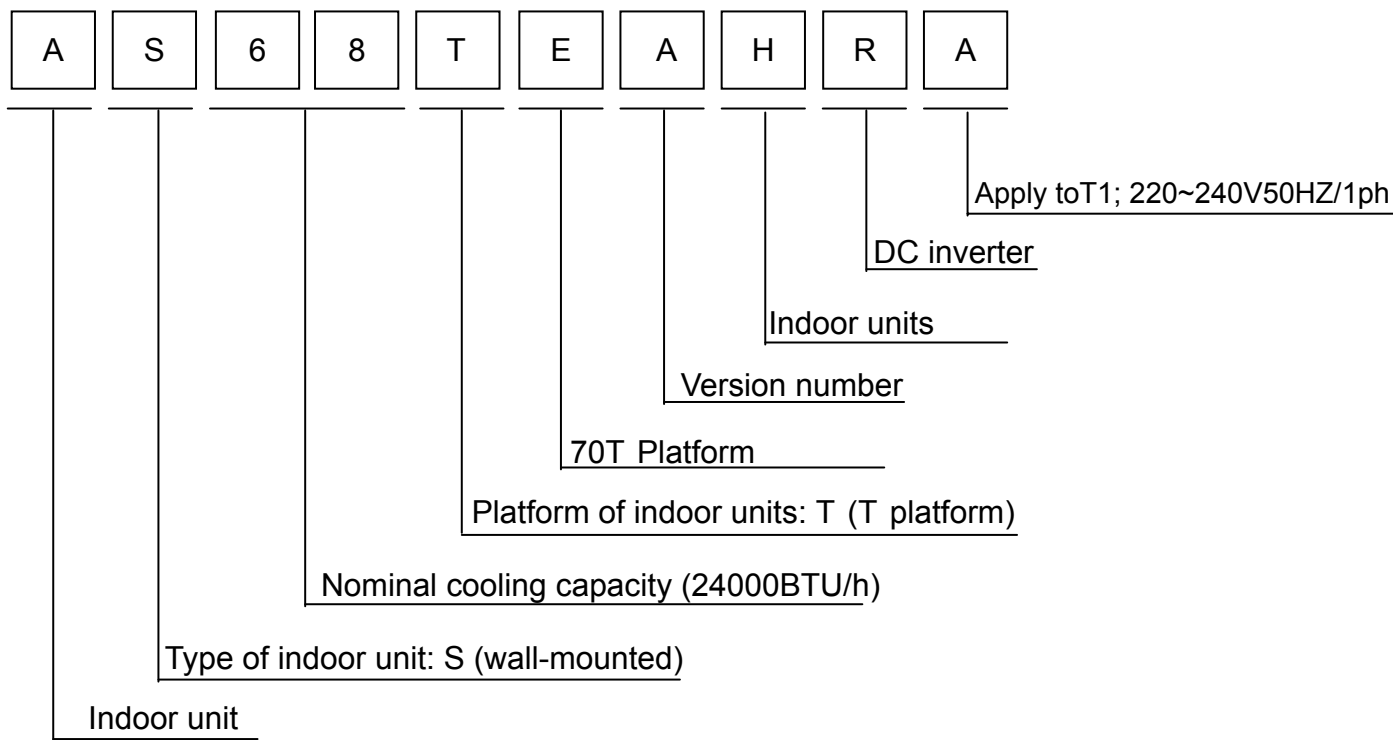 A S 6 8 T E A H R A
Apply toT1; 220~240V50HZ/1ph
DC inverter
Indoor units
Version number
70T Platform
Platform of indoor units: T (T platform)
Nominal cooling capacity (24000BTU/h)
Type of indoor unit: S (wall-mounted)
Indoor unit